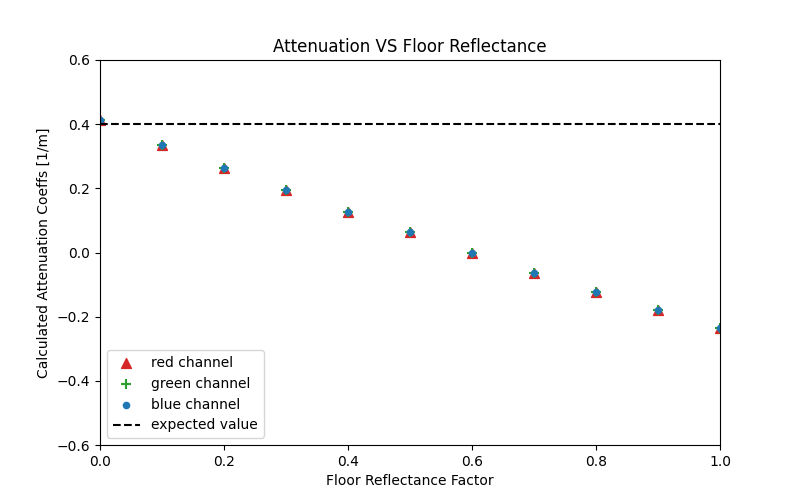 Attenuation VS Floor Reflectance
Calculated Attenuation Coeffs [1/m]
0.6
0.4
0.2
0.0
−0.2
−0.4
−0.6
red channel
green channel
blue channel
expected value
0.0 0.2 0.4 0.6 0.8 1.0
Floor Reflectance Factor